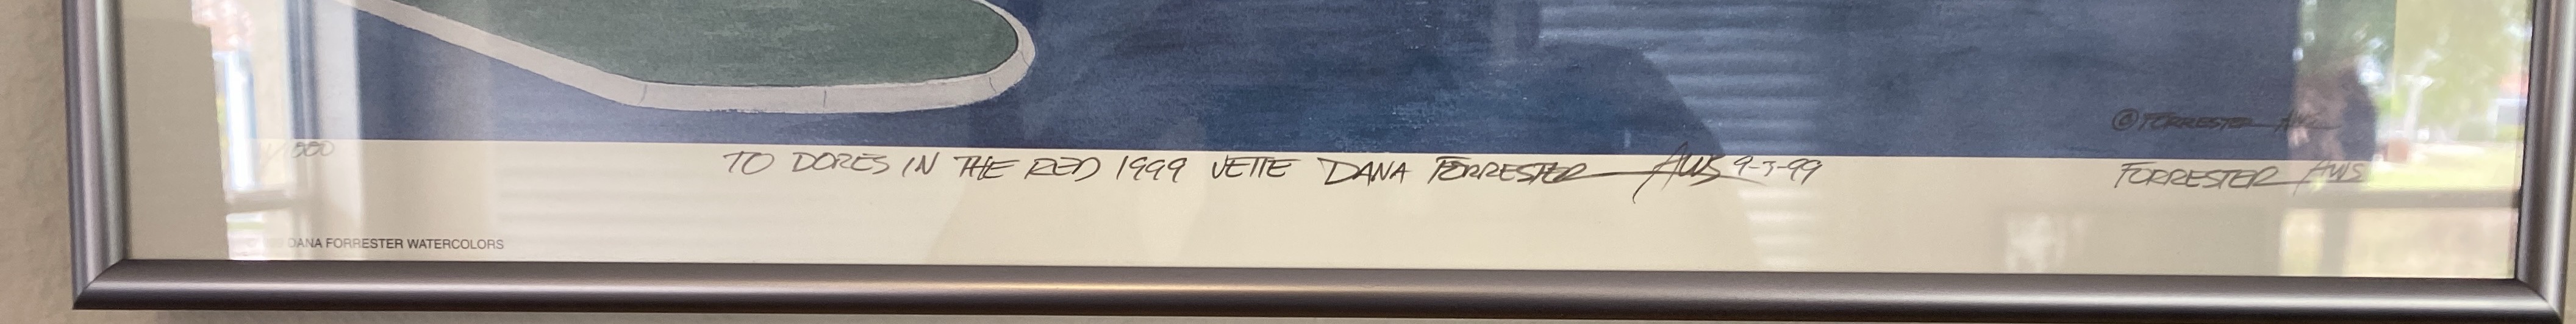 © FORRESTER AWS
/1000
TO DORES IN THE RED 1999 VETTE DANA FORRESTER AWS 9-3-99
FORRESTER AWS
DANA FORRESTER WATERCOLORS